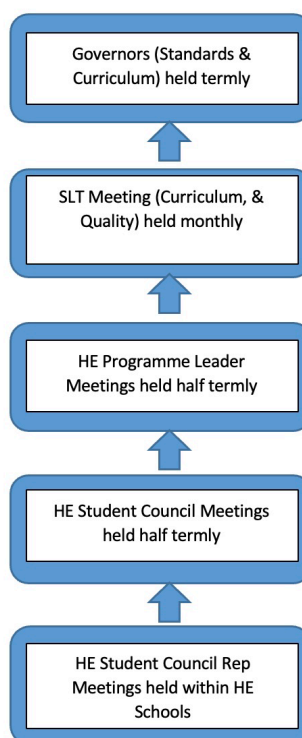 Governors (Standards &
Curriculum) held termly
SLT Meeting (Curriculum, &
Quality) held monthly
HE Programme Leader
Meetings held half termly
HE Student Council Meetings
held half termly
HE Student Council Rep
Meetings held within HE
Schools